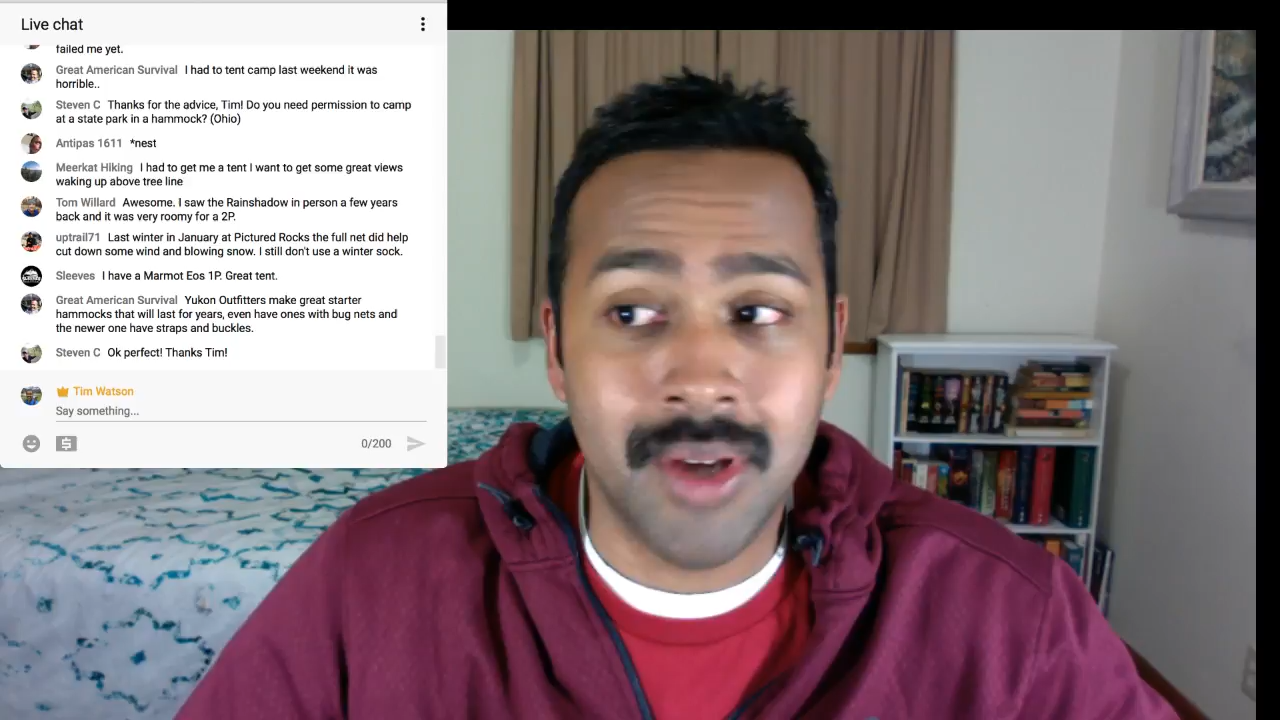 Live chat
failed me yet.
Great American Survival I had to tent camp last weekend it was
horrible..
Steven C Thanks for the advice, Tim! Do you need permission to camp
at a state park in a hammock? (Ohio)
Antipas 1611 *nest
Meerkat Hiking I had to get me a tent I want to get some great views
waking up above tree line
Tom Willard Awesome. I saw the Rainshadow in person a few years
back and it was very roomy for a 2P.
uptrail71 Last winter in January at Pictured Rocks the full net did help
cut down some wind and blowing snow. I still don't use a winter sock.
Sleeves I have a Marmot Eos 1P. Great tent.
Great American Survival Yukon Outfitters make great starter
hammocks that will last for years, even have ones with bug nets and
the newer one have straps and buckles.
Steven C Ok perfect! Thanks Tim!
Tim Watson
Say something...
0/200